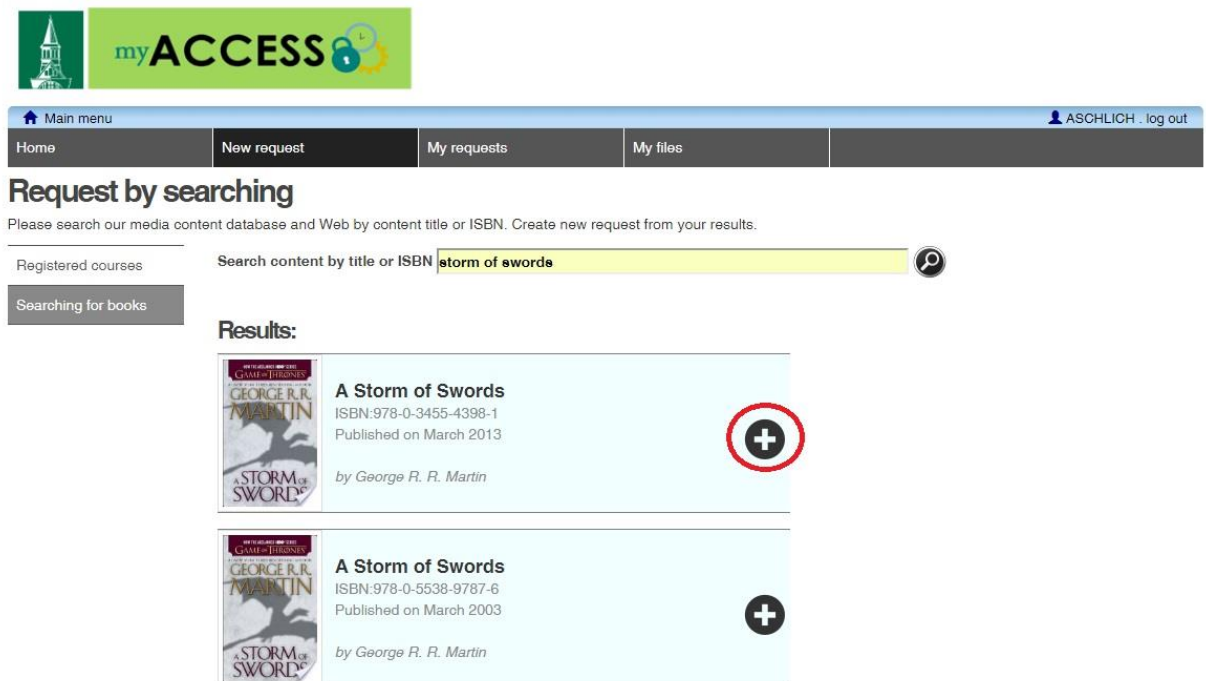 myACCESS
Main menu
ASCHLICH . log out
Home
New request
My requests
My files
Request by searching
Please search our media content database and Web by content title or ISBN. Create new request from your results.
Registered courses
Searching for books
Search content by title or ISBN storm of swords
Results:
GAME OF THRONES
GEORGE R.R.
MARTIN
A STORM OF
SWORDS
A Storm of Swords
ISBN:978-0-3455-4398-1
Published on March 2013
by George R. R. Martin
GAME OF THRONES
GEORGE R.R.
MARTIN
A STORM OF
SWORDS
A Storm of Swords
ISBN:978-0-5538-9787-6
Published on March 2003
by George R. R. Martin